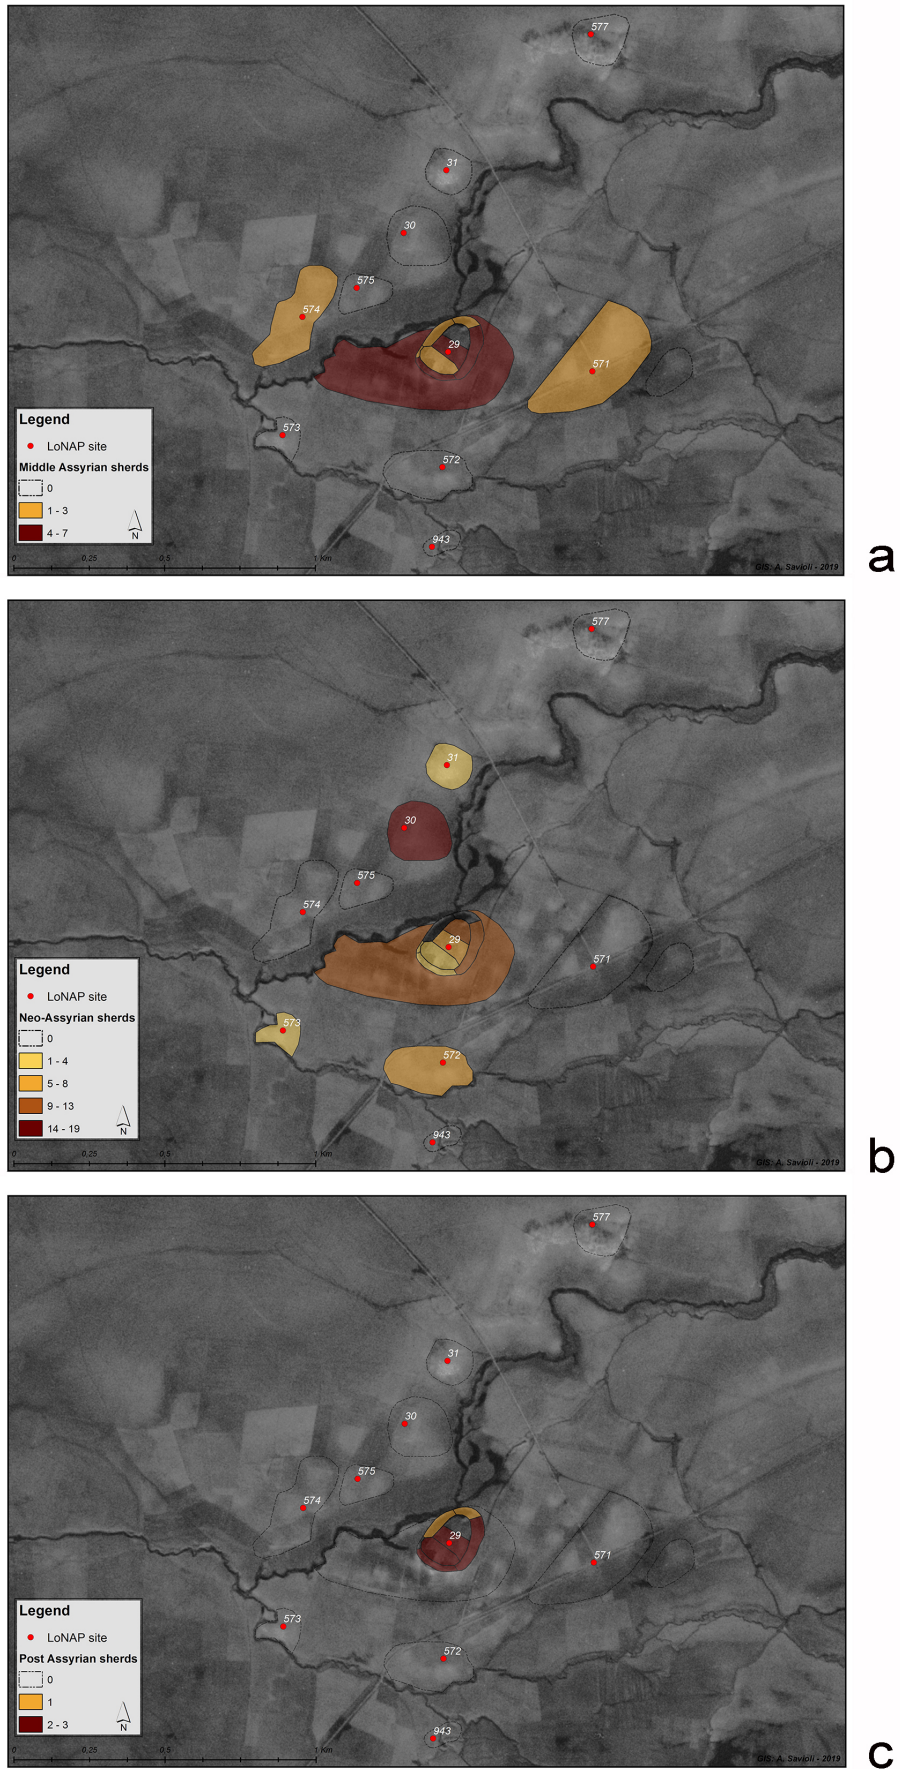 577
31
30
575
574
29
571
573
572
943
Legend
LoNAP site
Middle Assyrian sherds
0
1 - 3
4 - 7
N
0 0,25 0,5 1 Km
GIS: A. Savioli - 2019
a
577
31
30
575
574
29
571
573
572
943
Legend
LoNAP site
Neo-Assyrian sherds
0
1 - 4
5 - 8
9 - 13
14 - 19
N
0 0,25 0,5 1 Km
GIS: A. Savioli - 2019
b
577
31
30
575
574
29
571
573
572
943
Legend
LoNAP site
Post Assyrian sherds
0
1
2 - 3
N
0 0,25 0,5 1 Km
GIS: A. Savioli - 2019
c